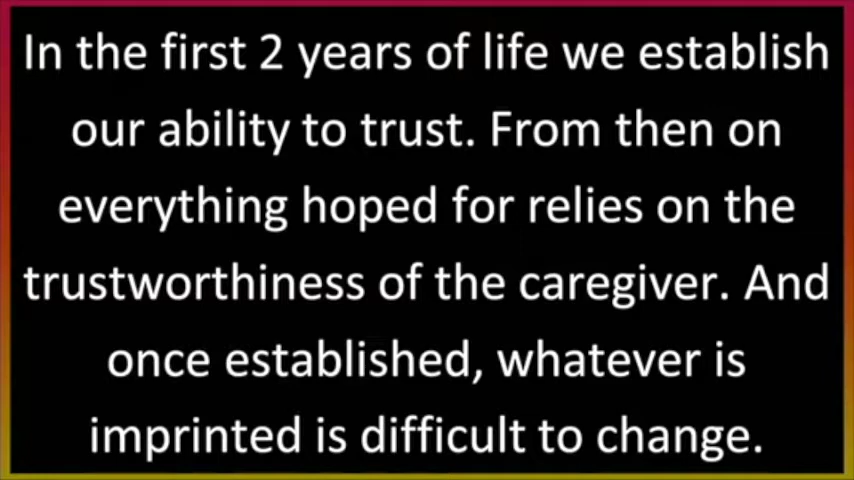 In the first 2 years of life we establish
our ability to trust. From then on
everything hoped for relies on the
trustworthiness of the caregiver. And
once established, whatever is
imprinted is difficult to change.